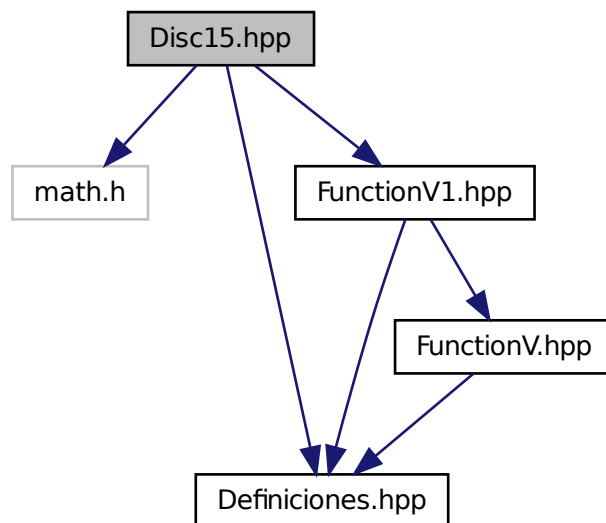 Disc15.hpp
math.h
FunctionV1.hpp
FunctionV.hpp
Definiciones.hpp